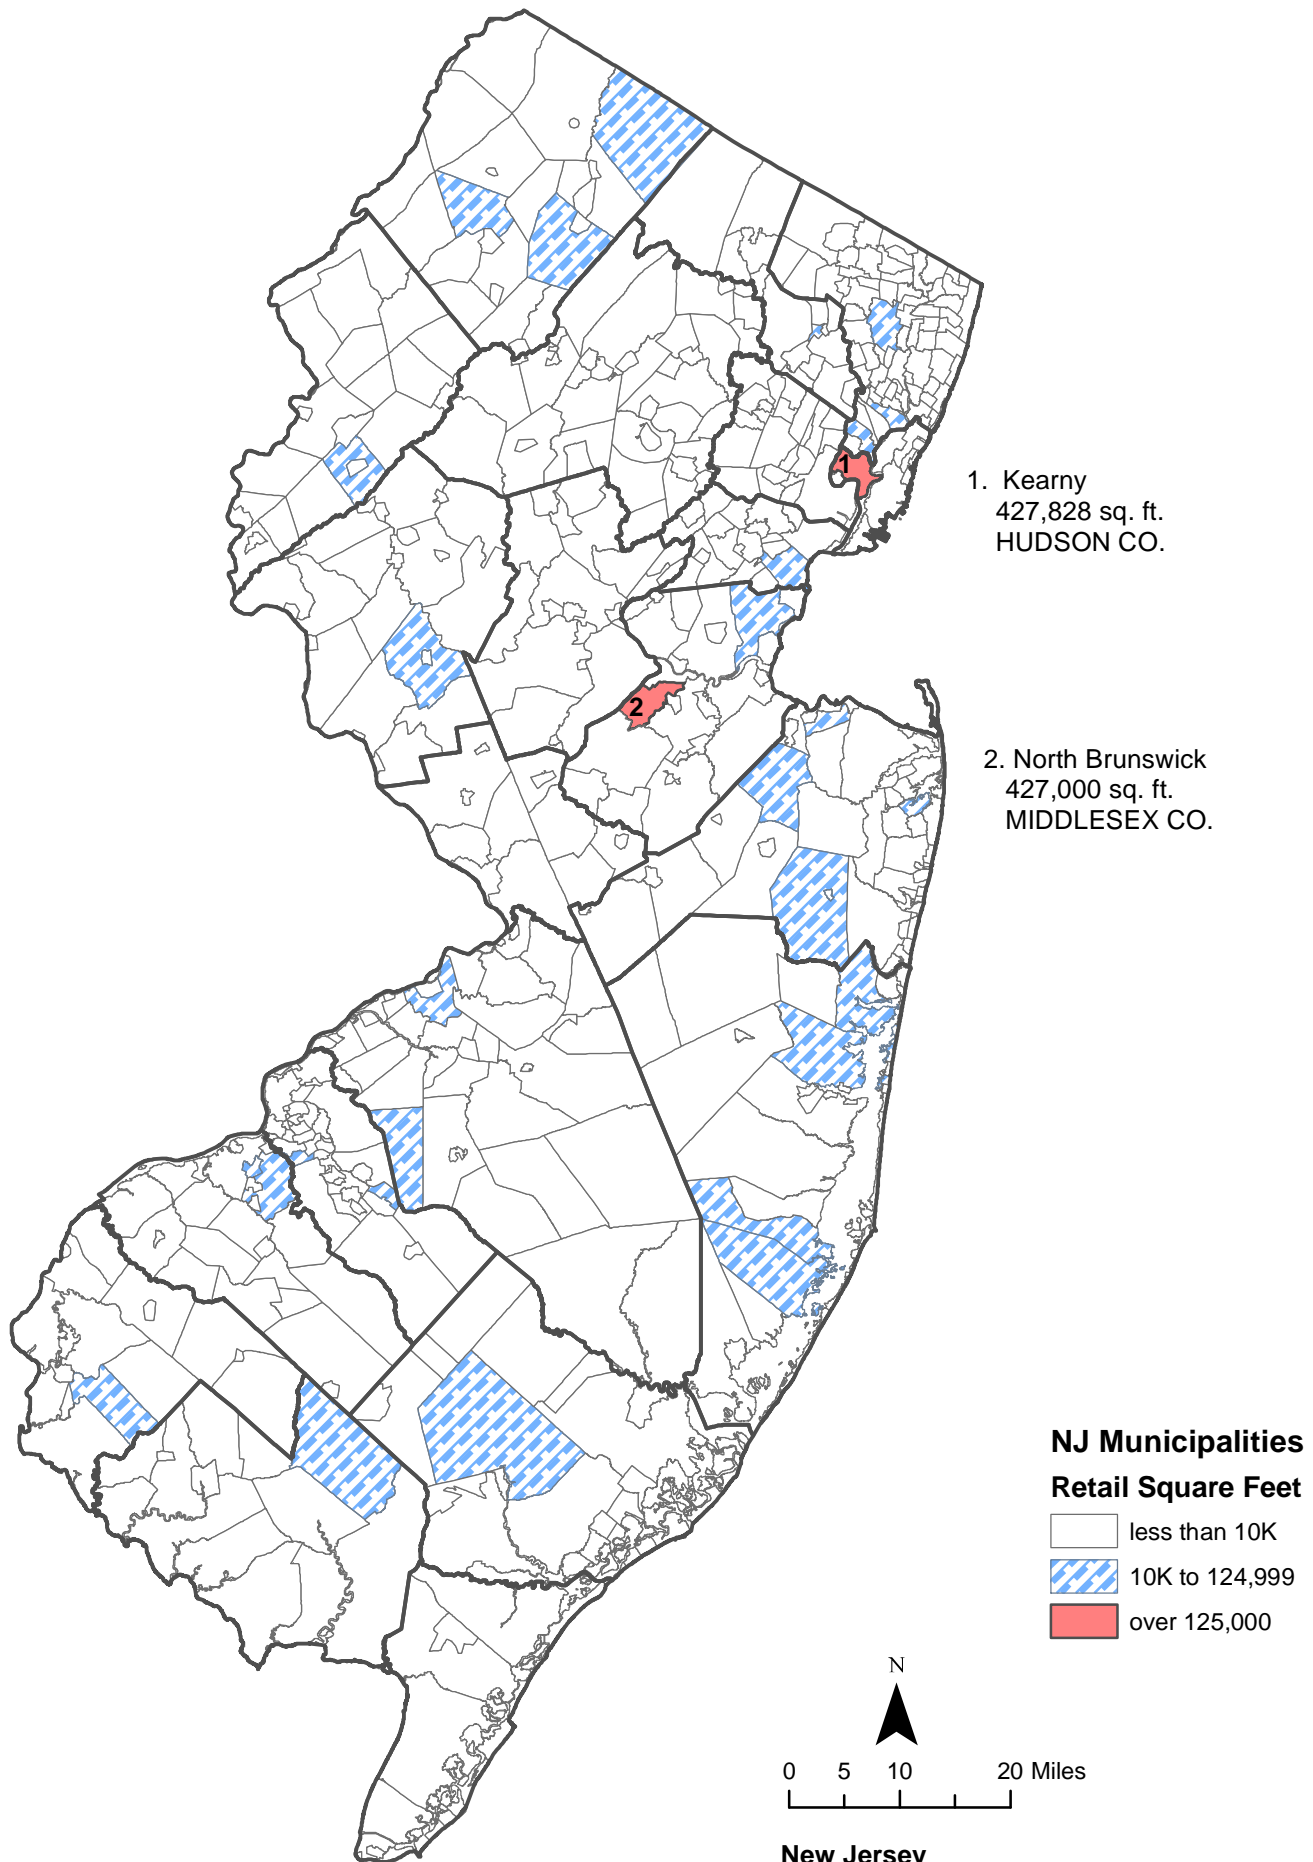 1
1. Kearny
427,828 sq. ft.
HUDSON CO.
2
2. North Brunswick
427,000 sq. ft.
MIDDLESEX CO.
NJ Municipalities
Retail Square Feet
less than 10K
10K to 124,999
over 125,000
N
0 5 10 20 Miles
New Jersey